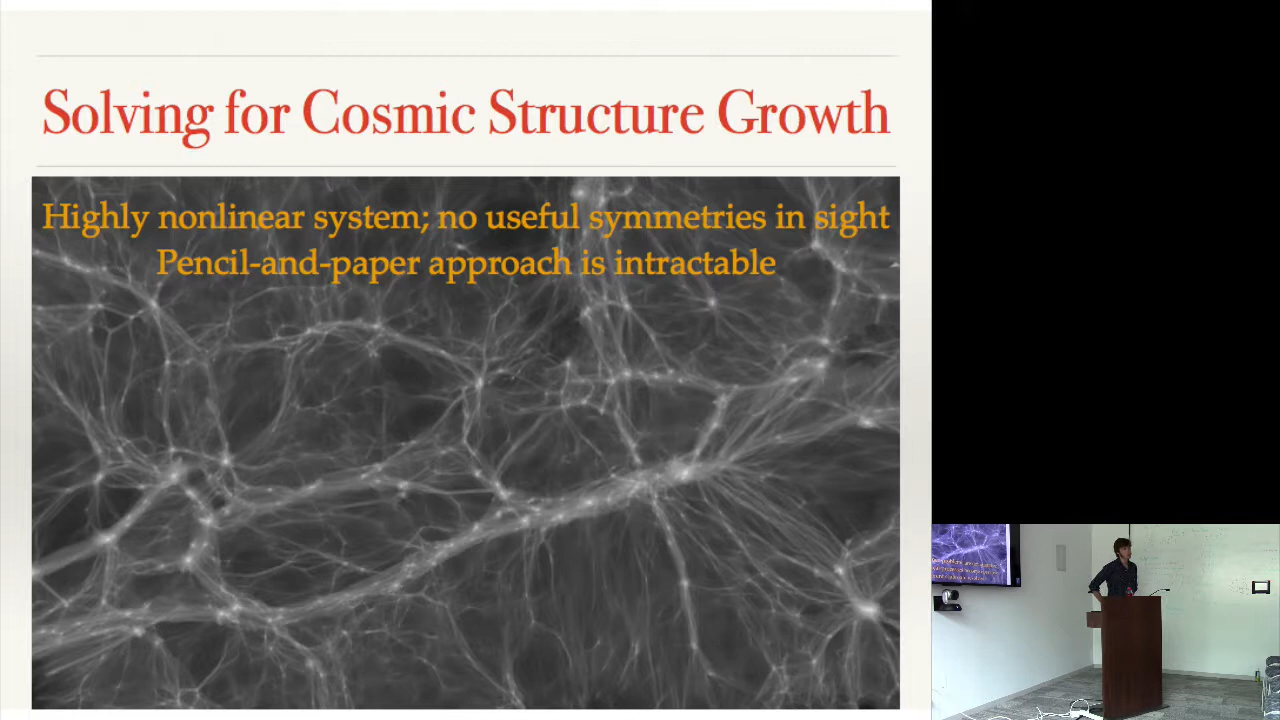 Solving for Cosmic Structure Growth
Highly nonlinear system; no useful symmetries in sight
Pencil-and-paper approach is intractable